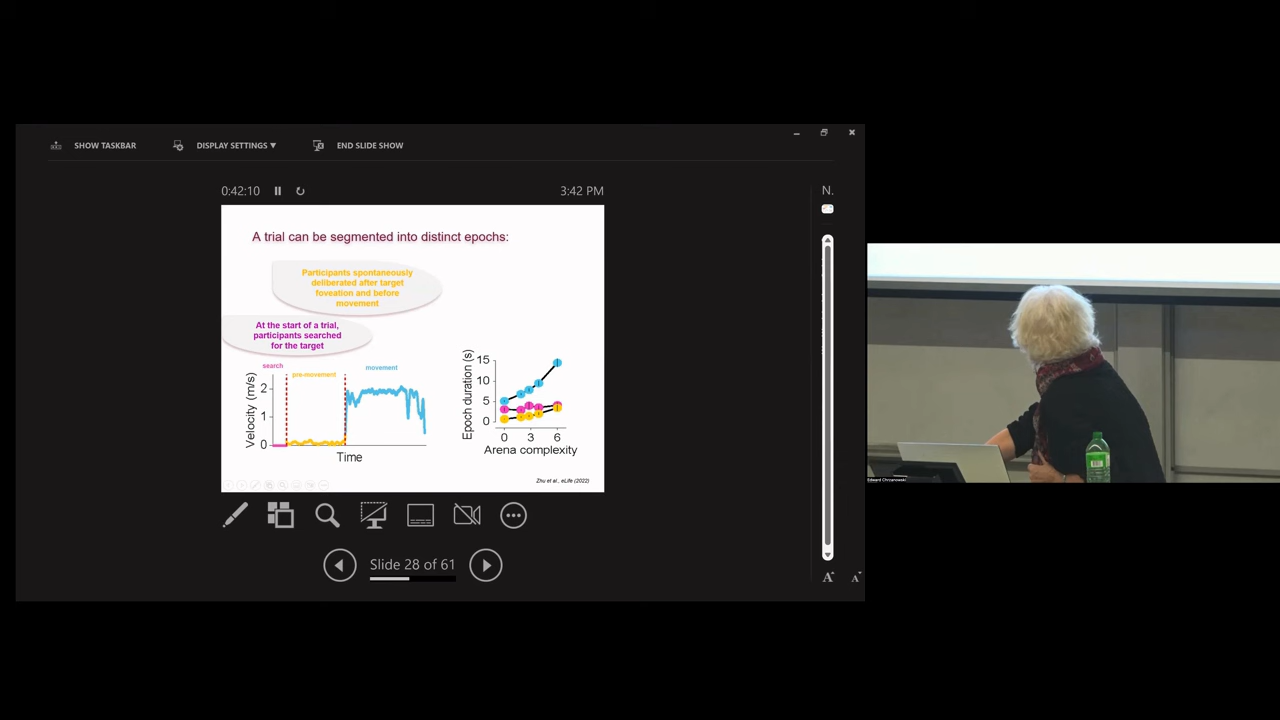 SHOW TASKBAR
DISPLAY SETTINGS ▼
END SLIDE SHOW
0:42:10
3:42 PM
N.
A trial can be segmented into distinct epochs:
Participants spontaneously
deliberated after target
foveation and before
movement
At the start of a trial,
participants searched
for the target
search
pre-movement
movement
Velocity (m/s)
2
1
0
Time
Epoch duration (s)
15
10
5
0
0 3 6
Arena complexity
Zhu et al., eLife (2022)
Slide 28 of 61
A
A
Edward Chrzanowski